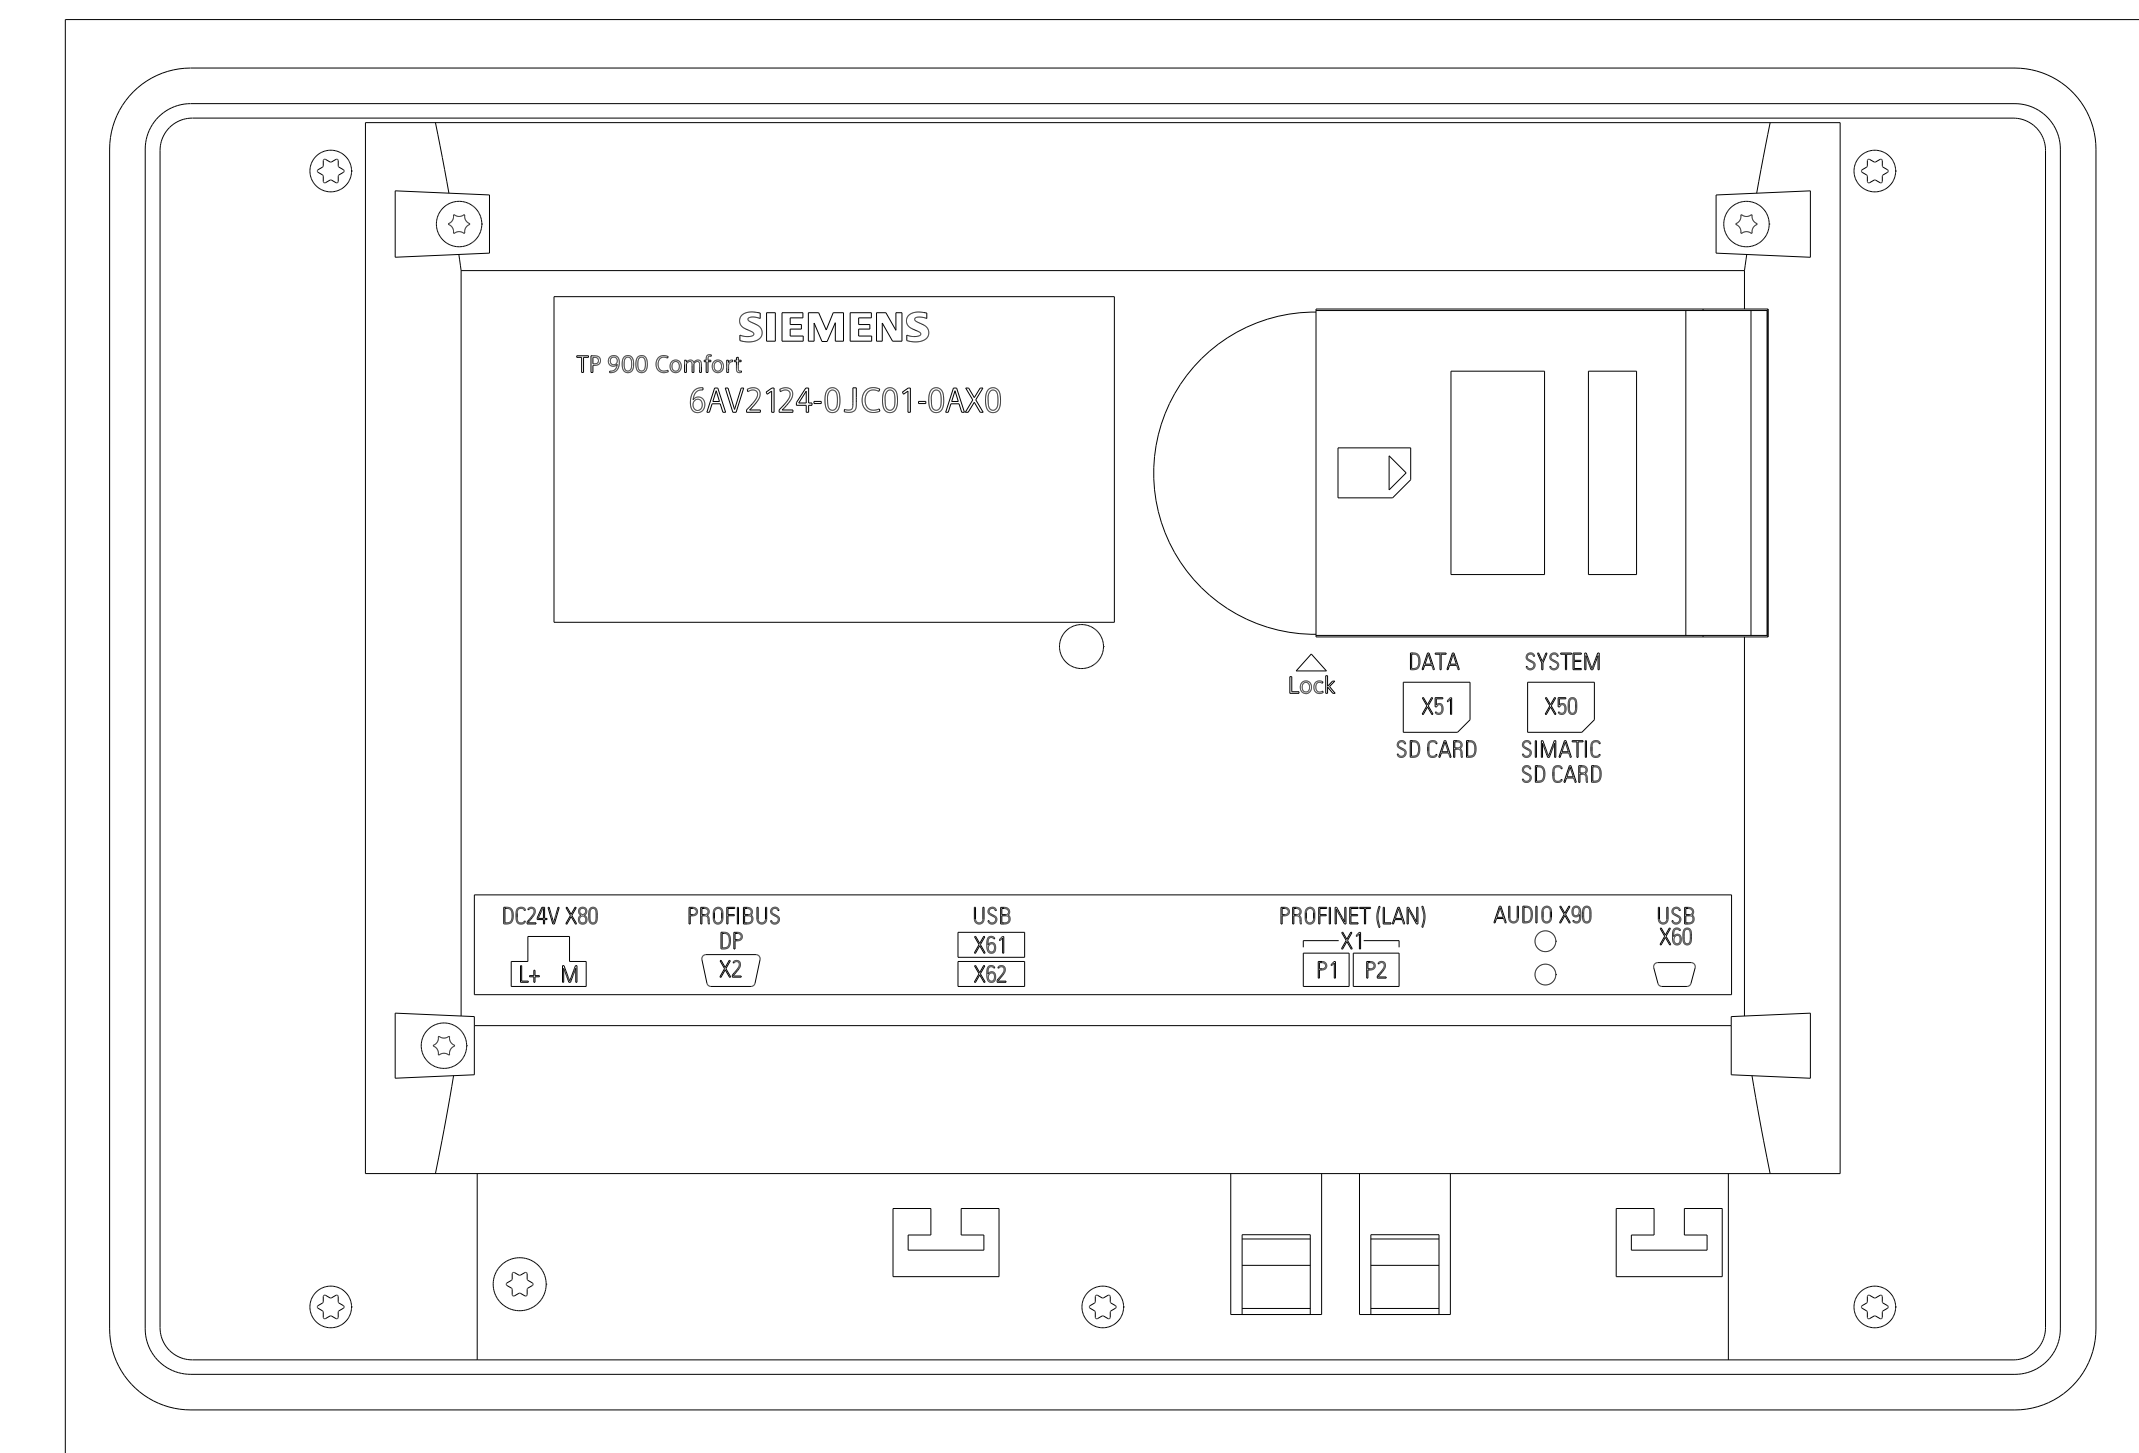 SIEMENS
TP 900 Comfort
6AV2124-0JC01-0AX0
Lock
DATA
X51
SD CARD
SYSTEM
X50
SIMATIC
SD CARD
DC24V X80
L+ M
PROFIBUS
DP
X2
USB
X61
X62
PROFINET (LAN)
X1
P1 P2
AUDIO X90
USB
X60